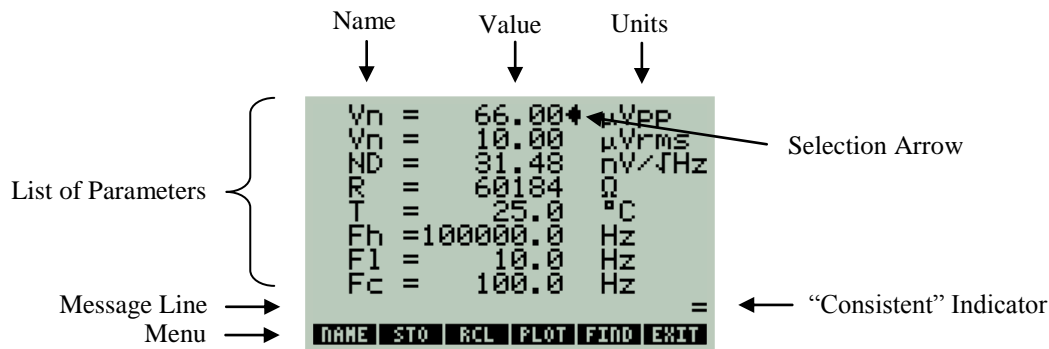 Name Value Units
Vn = 66.00 µVpp
Vn = 10.00 µVrms
ND = 31.48 nV/√Hz
R = 60184 Ω
T = 25.0 °C
Fh =100000.0 Hz
Fl = 10.0 Hz
Fc = 100.0 Hz
=
NAME STO RCL PLOT FIND EXIT
Selection Arrow
List of Parameters
Message Line
"Consistent" Indicator
Menu